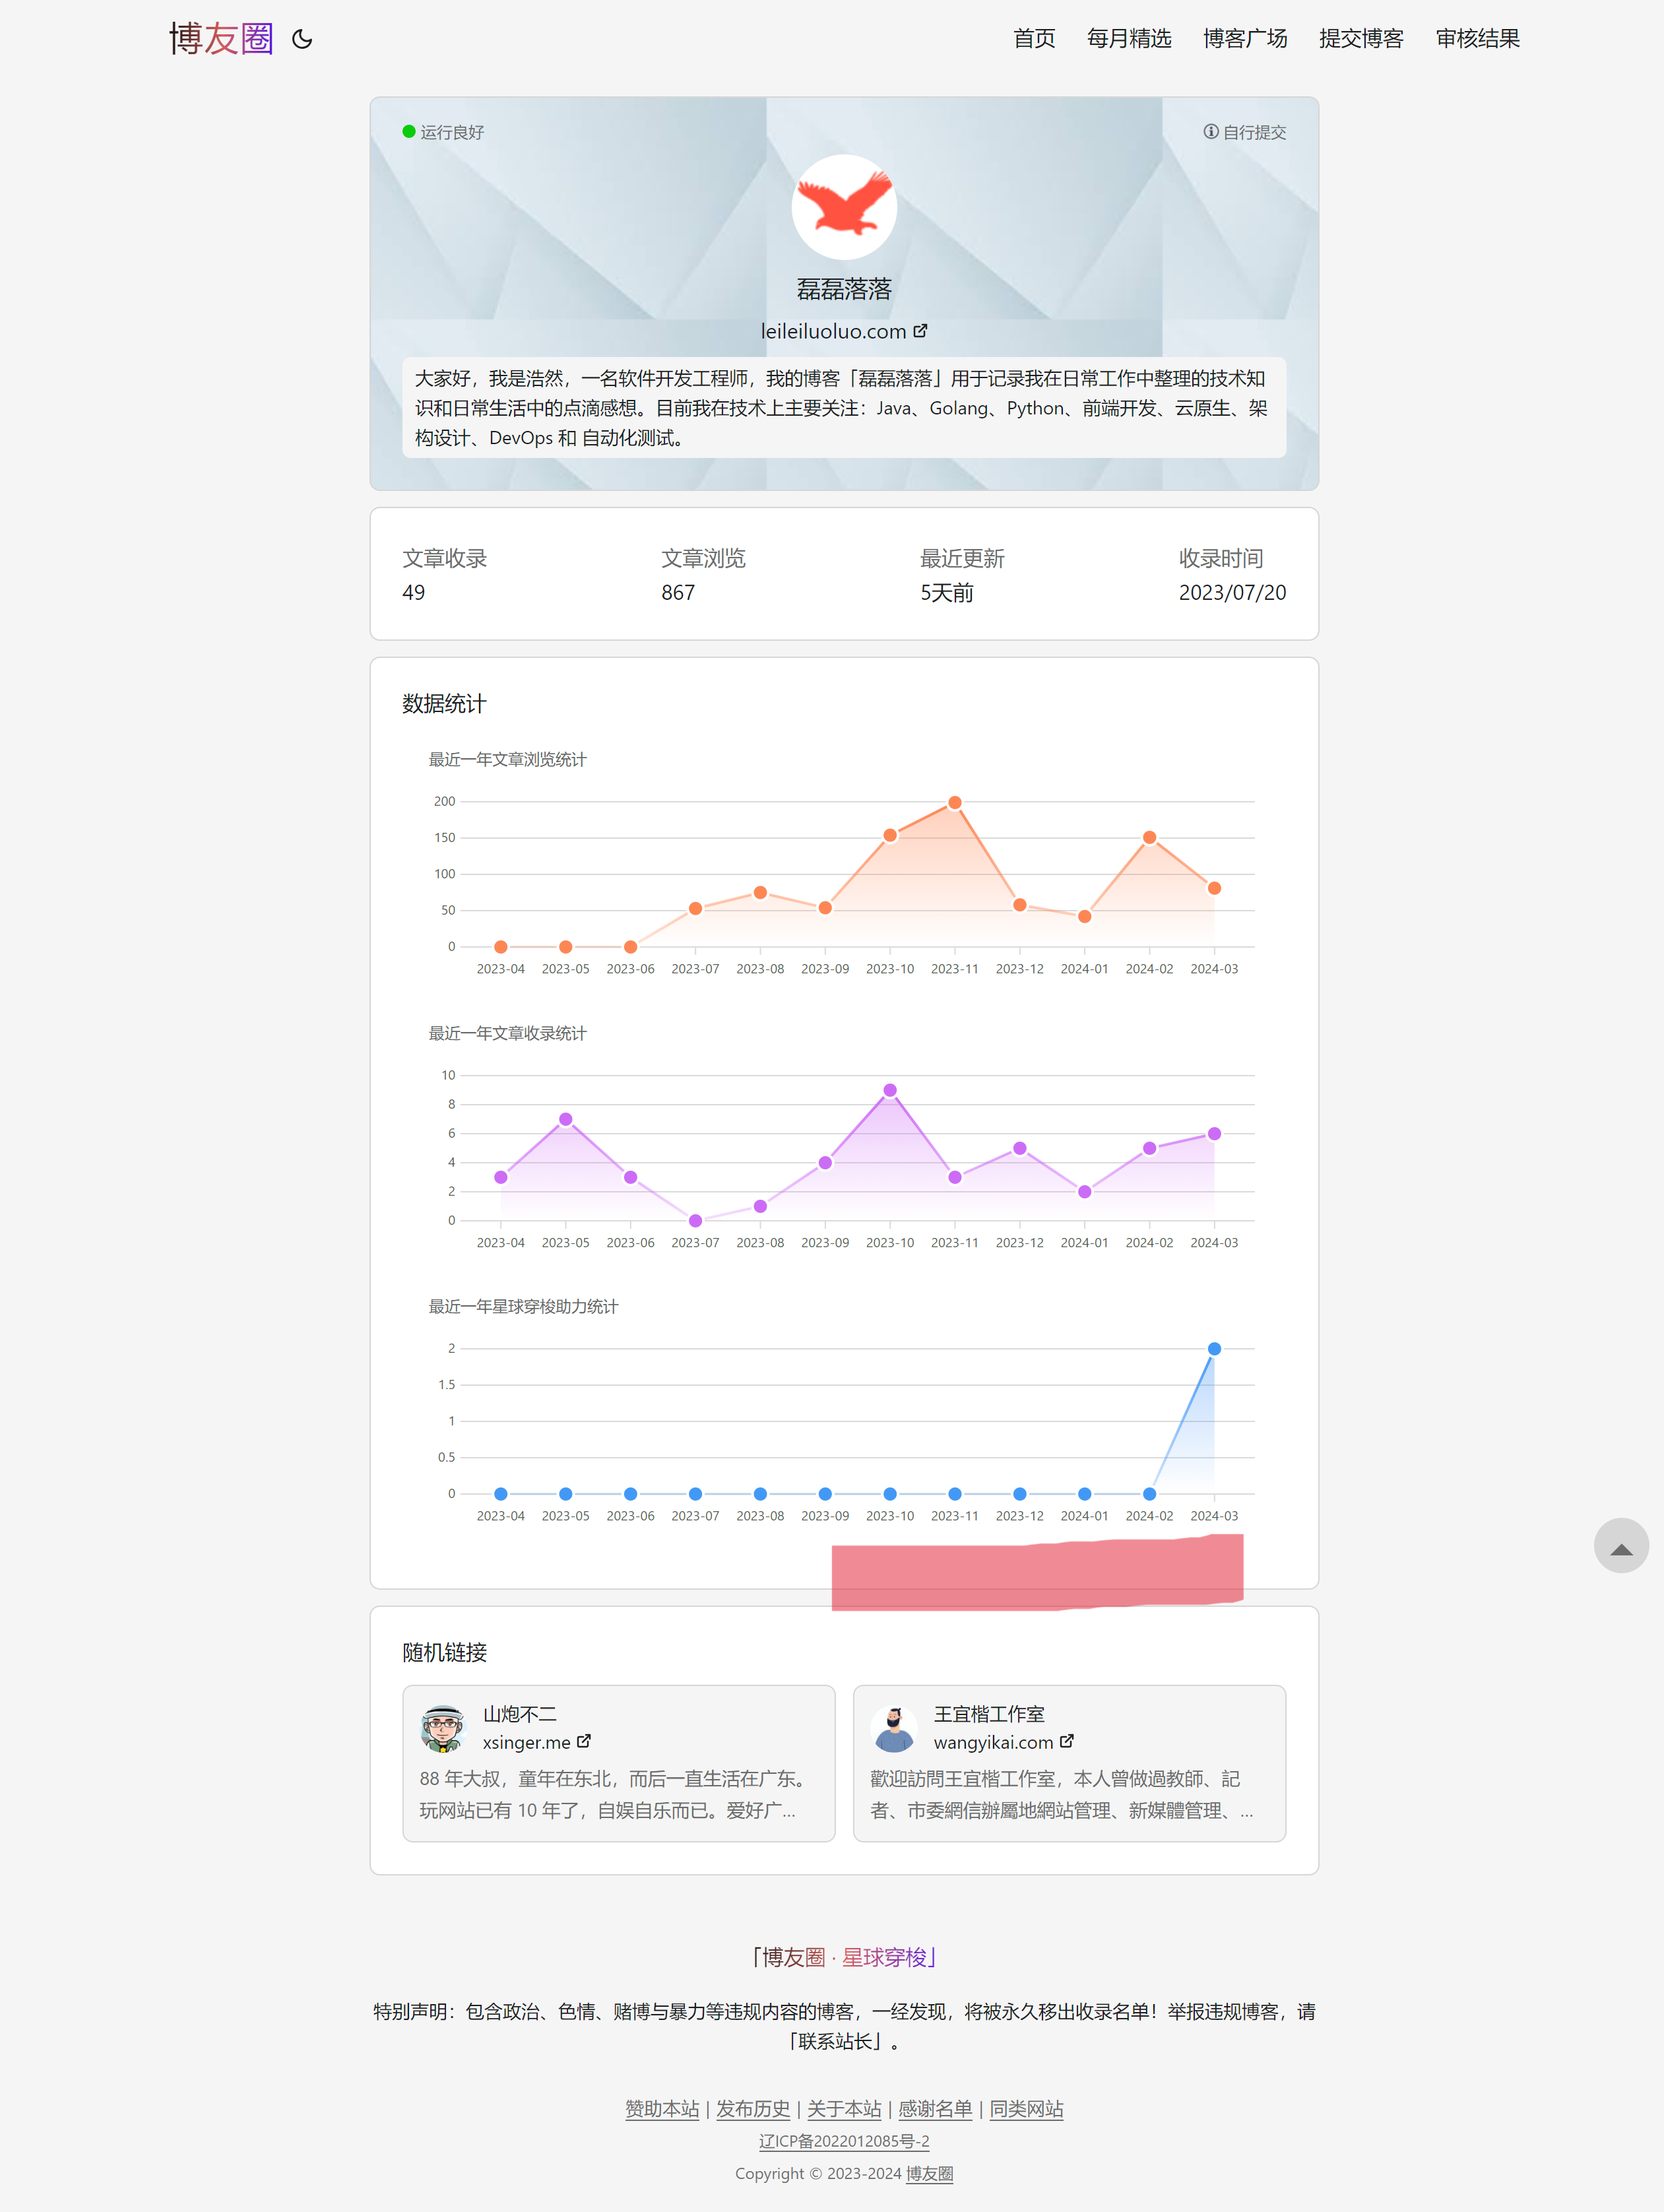 博友圈
首页 每月精选 博客广场 提交博客 审核结果
运行良好
自行提交
磊磊落落
leileiluoluo.com
大家好，我是浩然，一名软件开发工程师，我的博客「磊磊落落」用于记录我在日常工作中整理的技术知
识和日常生活中的点滴感想。目前我在技术上主要关注：Java、Golang、Python、前端开发、云原生、架
构设计、DevOps 和 自动化测试。
文章收录 文章浏览 最近更新 收录时间
49 867 5天前 2023/07/20
数据统计
最近一年文章浏览统计
200
150
100
50
0
2023-04 2023-05 2023-06 2023-07 2023-08 2023-09 2023-10 2023-11 2023-12 2024-01 2024-02 2024-03
最近一年文章收录统计
10
8
6
4
2
0
2023-04 2023-05 2023-06 2023-07 2023-08 2023-09 2023-10 2023-11 2023-12 2024-01 2024-02 2024-03
最近一年星球穿梭助力统计
2
1.5
1
0.5
0
2023-04 2023-05 2023-06 2023-07 2023-08 2023-09 2023-10 2023-11 2023-12 2024-01 2024-02 2024-03
随机链接
山炮不二
xsinger.me
88 年大叔，童年在东北，而后一直生活在广东。
玩网站已有 10 年了，自娱自乐而已。爱好广...
王宜楷工作室
wangyikai.com
歡迎訪問王宜楷工作室，本人曾做過教師、記
者、市委網信辦屬地網站管理、新媒體管理、...
「博友圈 · 星球穿梭」
特别声明：包含政治、色情、赌博与暴力等违规内容的博客，一经发现，将被永久移出收录名单！举报违规博客，请
「联系站长」。
赞助本站 | 发布历史 | 关于本站 | 感谢名单 | 同类网站
辽ICP备2022012085号-2
Copyright © 2023-2024 博友圈